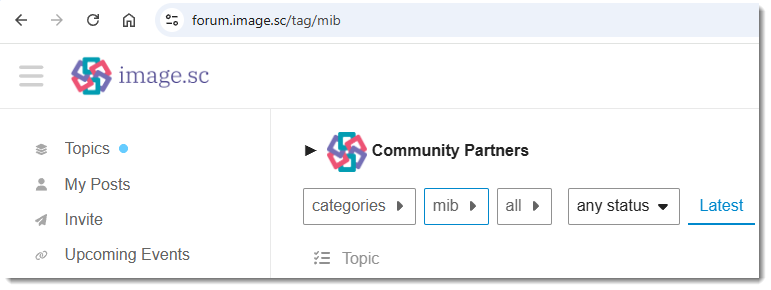 forum.image.sc/tag/mib
image.sc
Topics
My Posts
Invite
Upcoming Events
Community Partners
categories mib all any status Latest
Topic